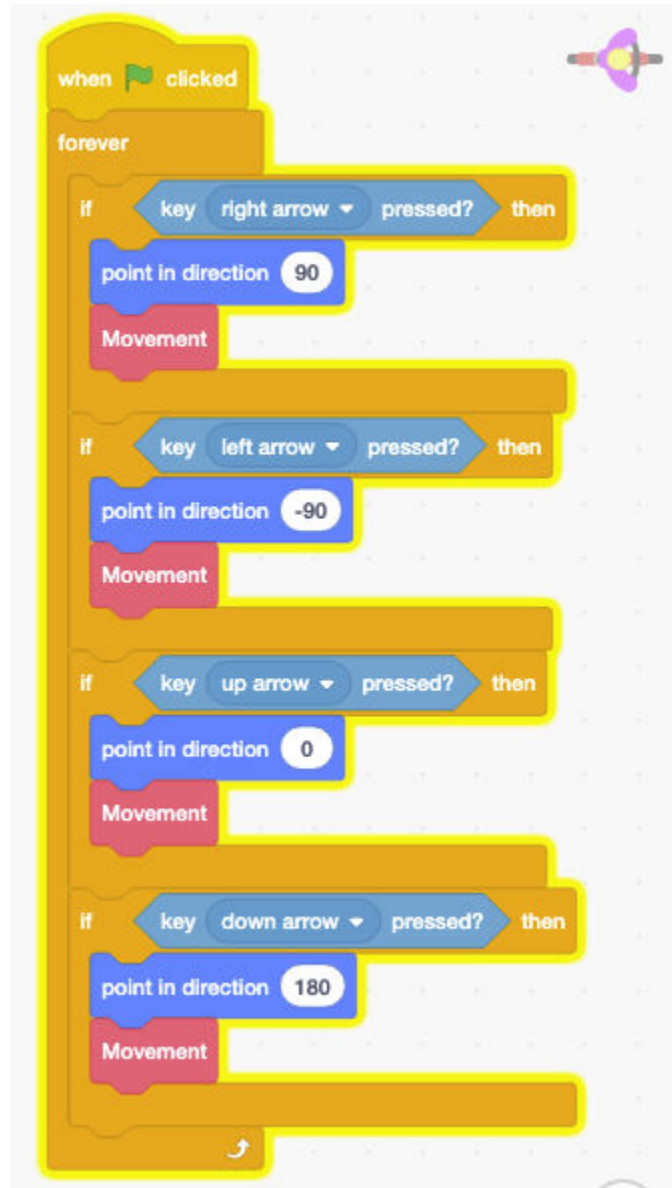 when clicked
forever
if key right arrow pressed? then
point in direction 90
Movement
if key left arrow pressed? then
point in direction -90
Movement
if key up arrow pressed? then
point in direction 0
Movement
if key down arrow pressed? then
point in direction 180
Movement